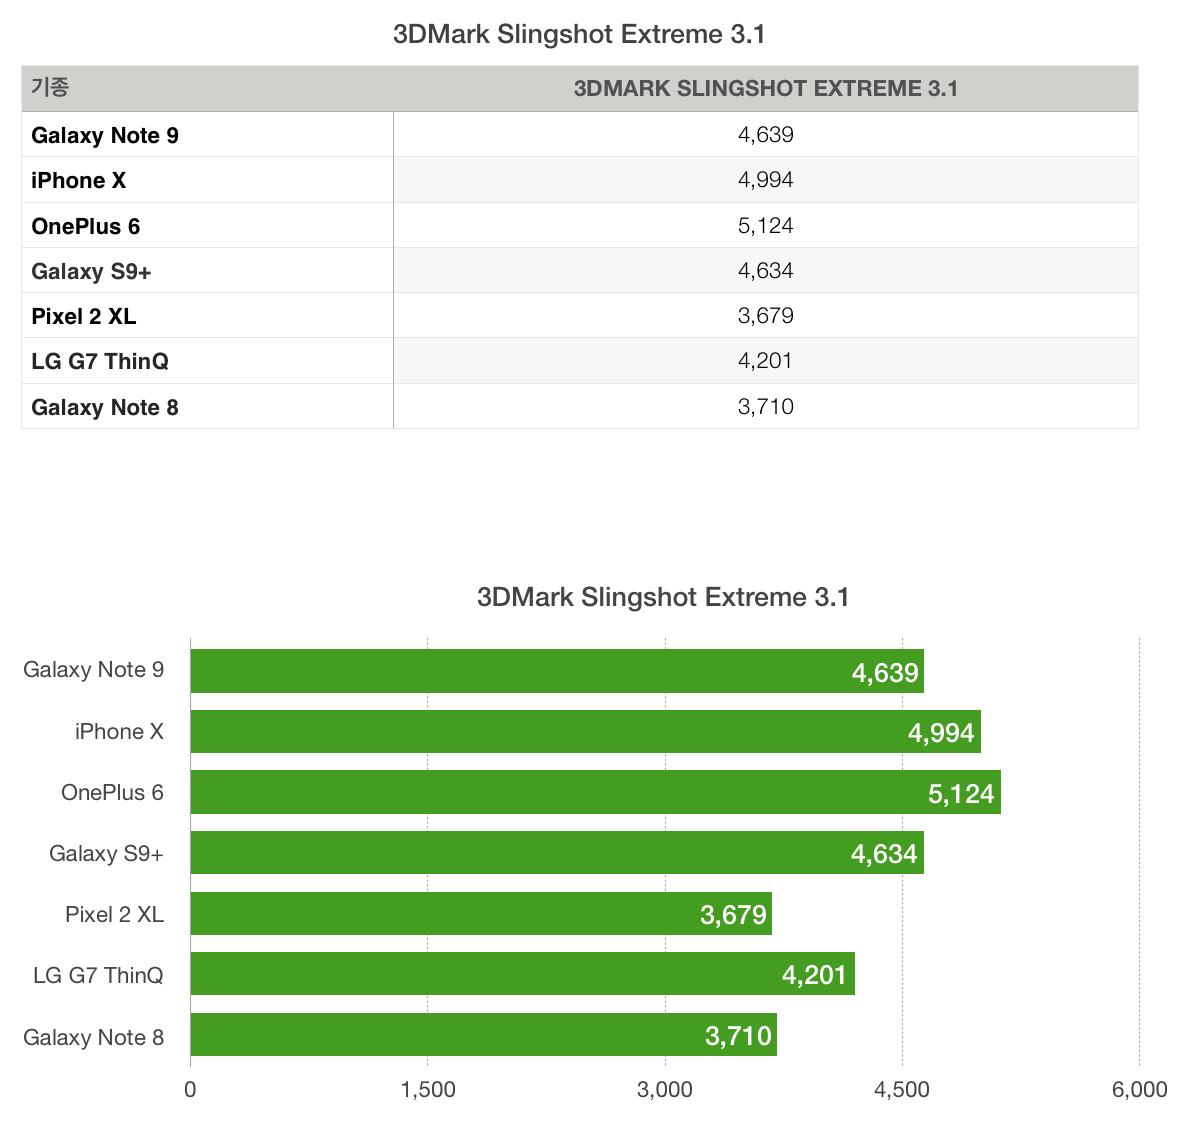 3DMark Slingshot Extreme 3.1
기종 3DMARK SLINGSHOT EXTREME 3.1
Galaxy Note 9 4,639
iPhone X 4,994
OnePlus 6 5,124
Galaxy S9+ 4,634
Pixel 2 XL 3,679
LG G7 ThinQ 4,201
Galaxy Note 8 3,710
3DMark Slingshot Extreme 3.1
Galaxy Note 9 4,639
iPhone X 4,994
OnePlus 6 5,124
Galaxy S9+ 4,634
Pixel 2 XL 3,679
LG G7 ThinQ 4,201
Galaxy Note 8 3,710
0 1,500 3,000 4,500 6,000